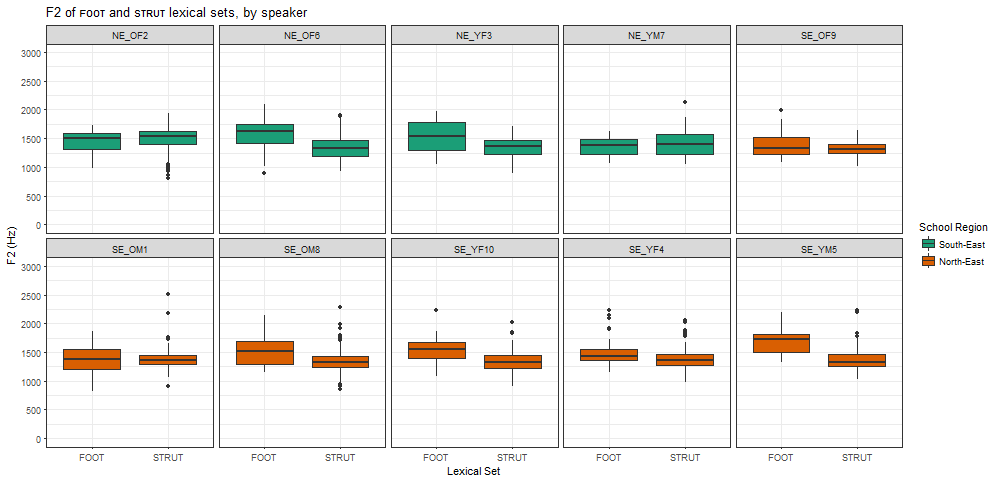 F2 of ꜰᴏᴏᴛ and ꜱᴛʀᴜᴛ lexical sets, by speaker
NE_OF2 NE_OF6 NE_YF3 NE_YM7 SE_OF9
3000
2500
2000
1500
1000
500
0
SE_OM1 SE_OM8 SE_YF10 SE_YF4 SE_YM5
3000
2500
2000
1500
1000
500
0
F2 (Hz)
FOOT STRUT FOOT STRUT FOOT STRUT FOOT STRUT FOOT STRUT
Lexical Set
School Region
South-East
North-East